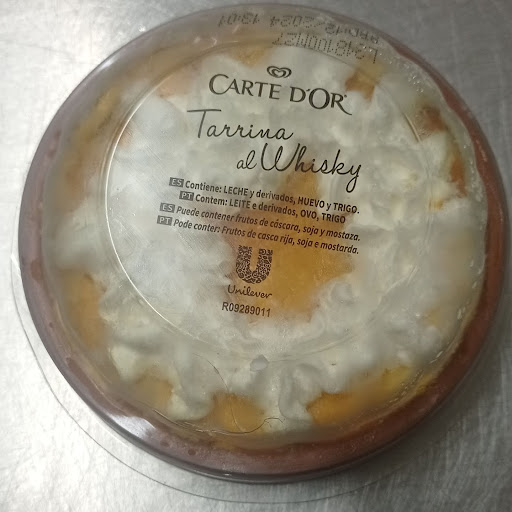 CARTE D'OR
Tarrina
al Whisky
ES Contiene: LECHE y derivados, HUEVO y TRIGO.
PT Contem: LEITE e derivados, OVO, TRIGO
ES Puede contener frutos de cáscara, soja y mostaza.
PT Pode conter: Frutos de casca rija, soja e mostarda.
Unilever
R09289011